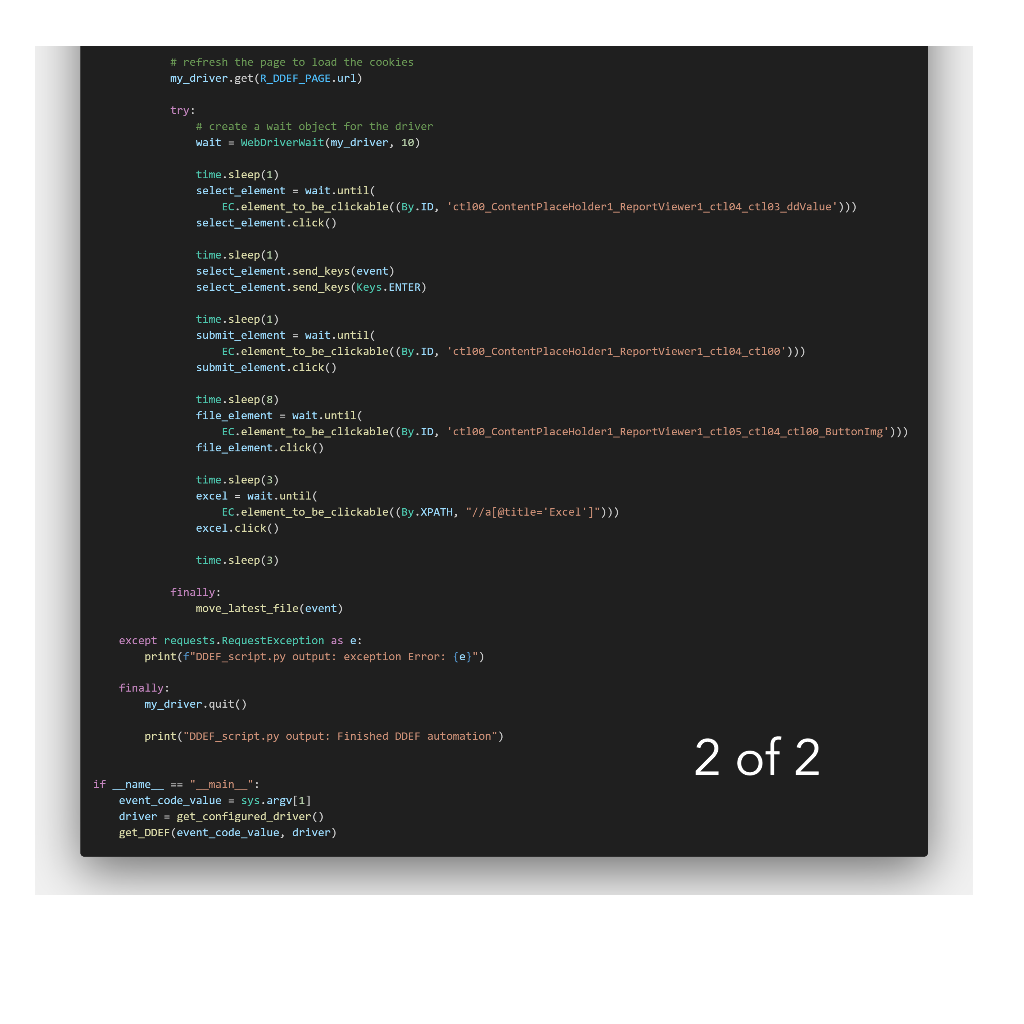 # refresh the page to load the cookies
my_driver.get(R_DDEF_PAGE.url)
try:
# create a wait object for the driver
wait = WebDriverWait(my_driver, 10)
time.sleep(1)
select_element = wait.until(
EC.element_to_be_clickable((By.ID, 'ctl00_ContentPlaceHolder1_ReportViewer1_ctl04_ctl03_ddValue')))
select_element.click()
time.sleep(1)
select_element.send_keys(event)
select_element.send_keys(Keys.ENTER)
time.sleep(1)
submit_element = wait.until(
EC.element_to_be_clickable((By.ID, 'ctl00_ContentPlaceHolder1_ReportViewer1_ctl04_ctl00')))
submit_element.click()
time.sleep(8)
file_element = wait.until(
EC.element_to_be_clickable((By.ID, 'ctl00_ContentPlaceHolder1_ReportViewer1_ctl05_ctl04_ctl00_ButtonImg')))
file_element.click()
time.sleep(3)
excel = wait.until(
EC.element_to_be_clickable((By.XPATH, "//a[@title='Excel']")))
excel.click()
time.sleep(3)
finally:
move_latest_file(event)
except requests.RequestException as e:
print(f"DDEF_script.py output: exception Error: {e}")
finally:
my_driver.quit()
print("DDEF_script.py output: Finished DDEF automation")
2 of 2
if __name__ == "__main__":
event_code_value = sys.argv[1]
driver = get_configured_driver()
get_DDEF(event_code_value, driver)